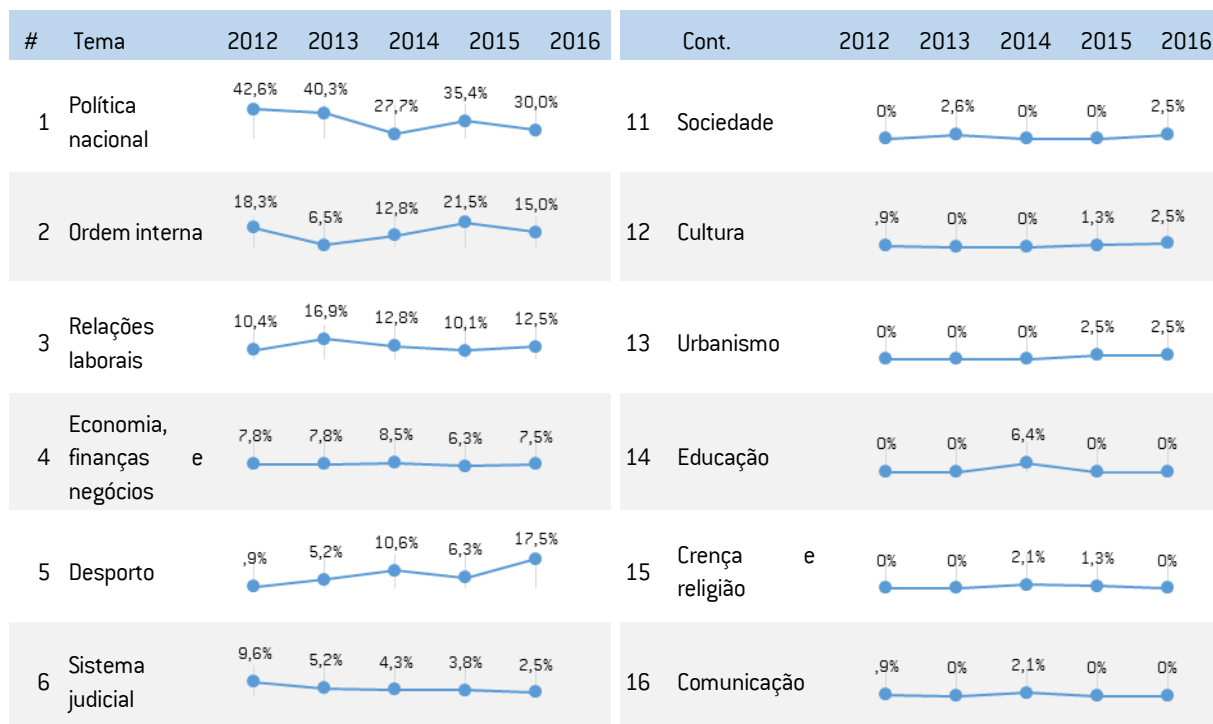 # Tema 2012 2013 2014 2015 2016
1 Política nacional 42,6% 40,3% 27,7% 35,4% 30,0%
2 Ordem interna 18,3% 6,5% 12,8% 21,5% 15,0%
3 Relações laborais 10,4% 16,9% 12,8% 10,1% 12,5%
4 Economia, finanças e negócios 7,8% 7,8% 8,5% 6,3% 7,5%
5 Desporto ,9% 5,2% 10,6% 6,3% 17,5%
6 Sistema judicial 9,6% 5,2% 4,3% 3,8% 2,5%
Cont. 2012 2013 2014 2015 2016
11 Sociedade 0% 2,6% 0% 0% 2,5%
12 Cultura ,9% 0% 0% 1,3% 2,5%
13 Urbanismo 0% 0% 0% 2,5% 2,5%
14 Educação 0% 0% 6,4% 0% 0%
15 Crença e religião 0% 0% 2,1% 1,3% 0%
16 Comunicação ,9% 0% 2,1% 0% 0%